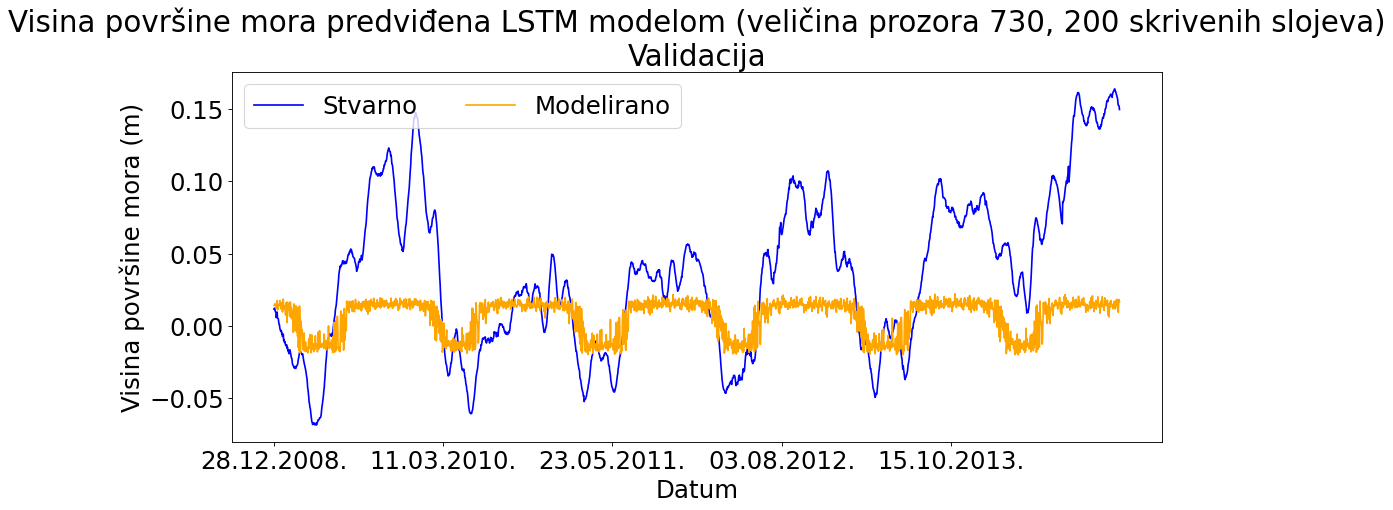 Visina površine mora predviđena LSTM modelom (veličina prozora 730, 200 skrivenih slojeva)
Validacija
Stvarno Modelirano
Visina površine mora (m)
0.15
0.10
0.05
0.00
−0.05
28.12.2008. 11.03.2010. 23.05.2011. 03.08.2012. 15.10.2013.
Datum